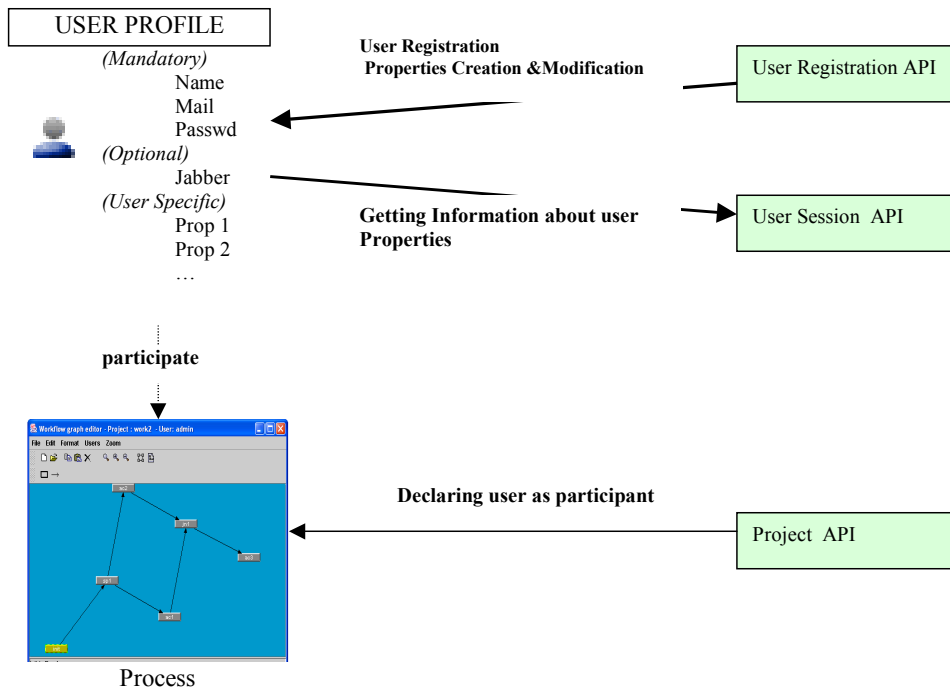 USER PROFILE
(Mandatory)
Name
Mail
Passwd
(Optional)
Jabber
(User Specific)
Prop 1
Prop 2
…
User Registration
Properties Creation &Modification
User Registration API
Getting Information about user
Properties
User Session API
participate
Workflow graph editor - Project : work2 - User: admin
File Edit Format Users Zoom
Declaring user as participant
Project API
Process